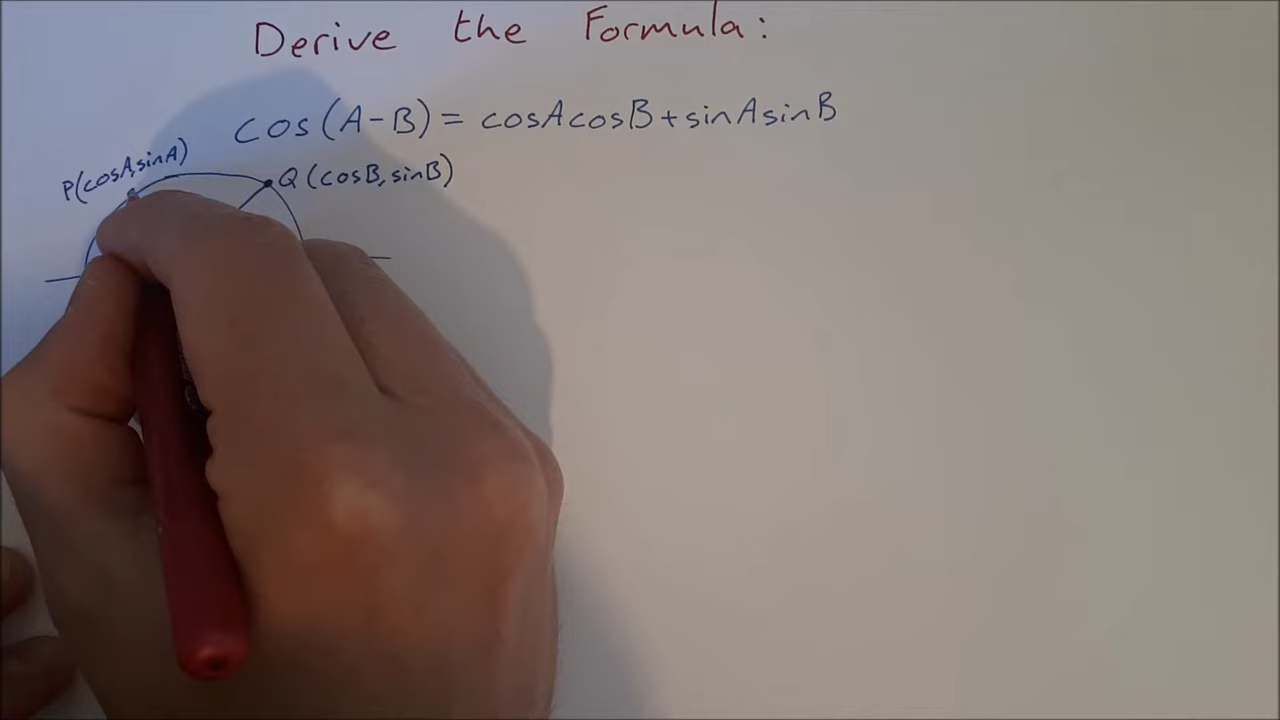 Derive the Formula:
cos(A-B) = cosAcosB+sinAsinB
P(cosA,sinA)
Q(cosB,sinB)